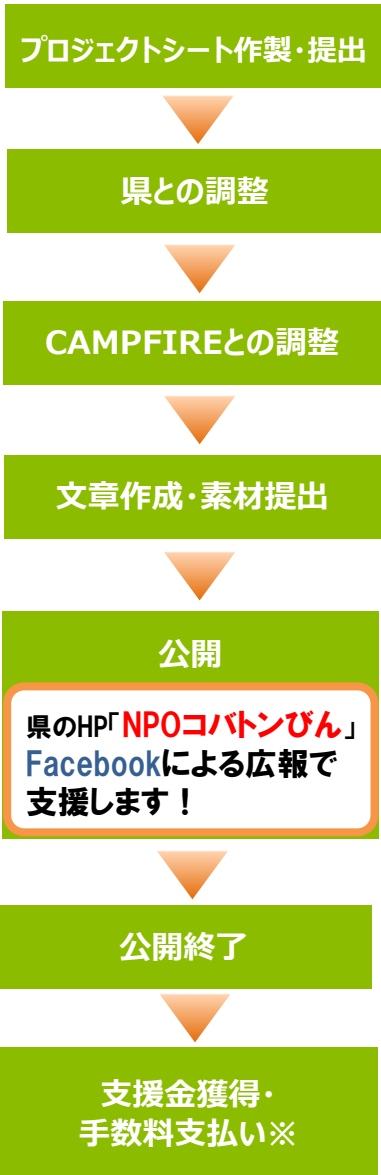 プロジェクトシート作製・提出
県との調整
CAMPFIREとの調整
文章作成・素材提出
公開
県のHP「NPOコバトンびん」
Facebookによる広報で
支援します！
公開終了
支援金獲得・
手数料支払い※